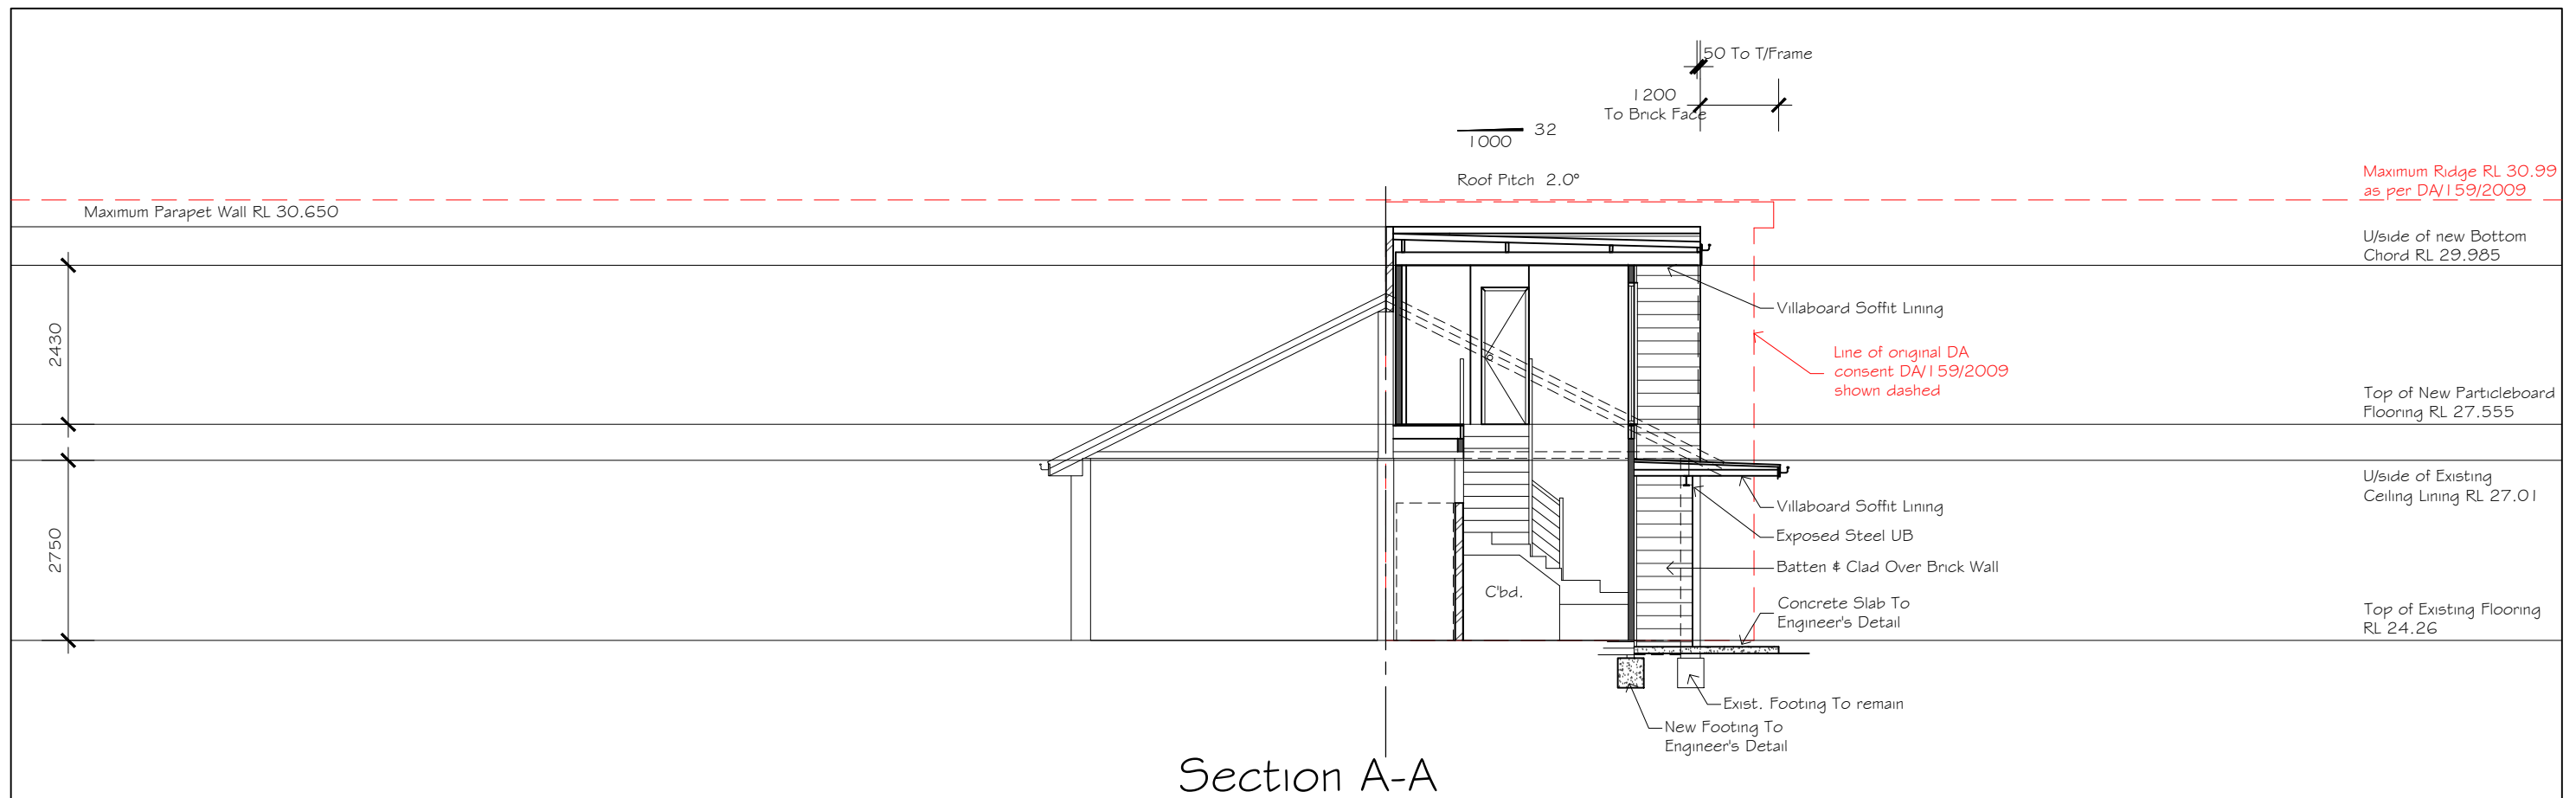 50 To T/Frame
1200
To Brick Face
32
1000
Roof Pitch 2.0°
Maximum Ridge RL 30.99
as per DA/159/2009
Maximum Parapet Wall RL 30.650
U/side of new Bottom
Chord RL 29.985
Villaboard Soffit Lining
2430
Line of original DA
consent DA/159/2009
shown dashed
Top of New Particleboard
Flooring RL 27.555
U/side of Existing
Ceiling Lining RL 27.01
Villaboard Soffit Lining
Exposed Steel UB
2750
Batten & Clad Over Brick Wall
C'bd.
Concrete Slab To
Engineer's Detail
Top of Existing Flooring
RL 24.26
Exist. Footing To remain
New Footing To
Engineer's Detail
Section A-A